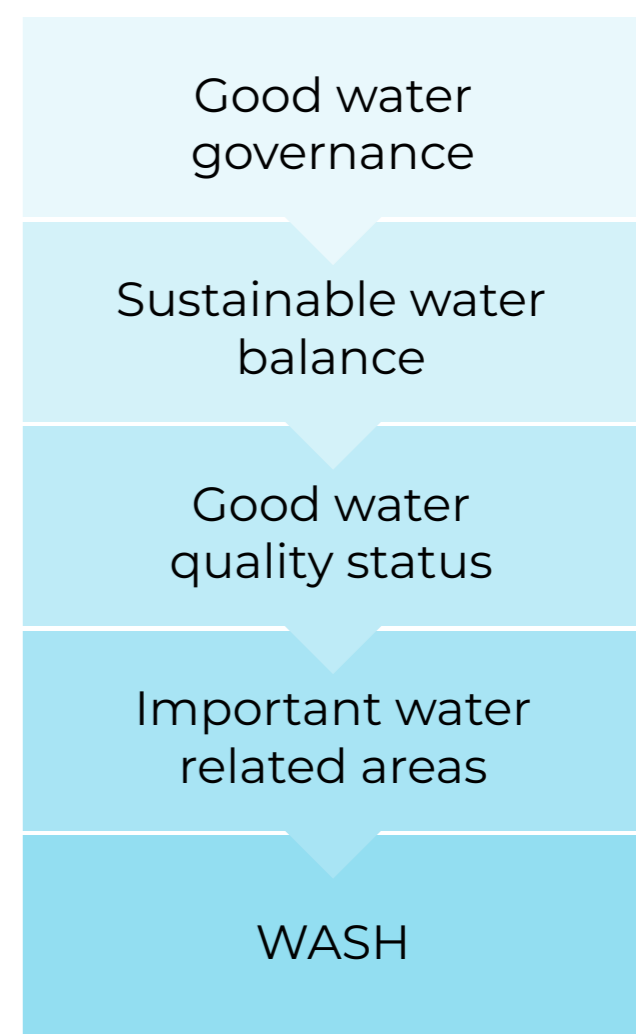 Good water
governance
Sustainable water
balance
Good water
quality status
Important water
related areas
WASH